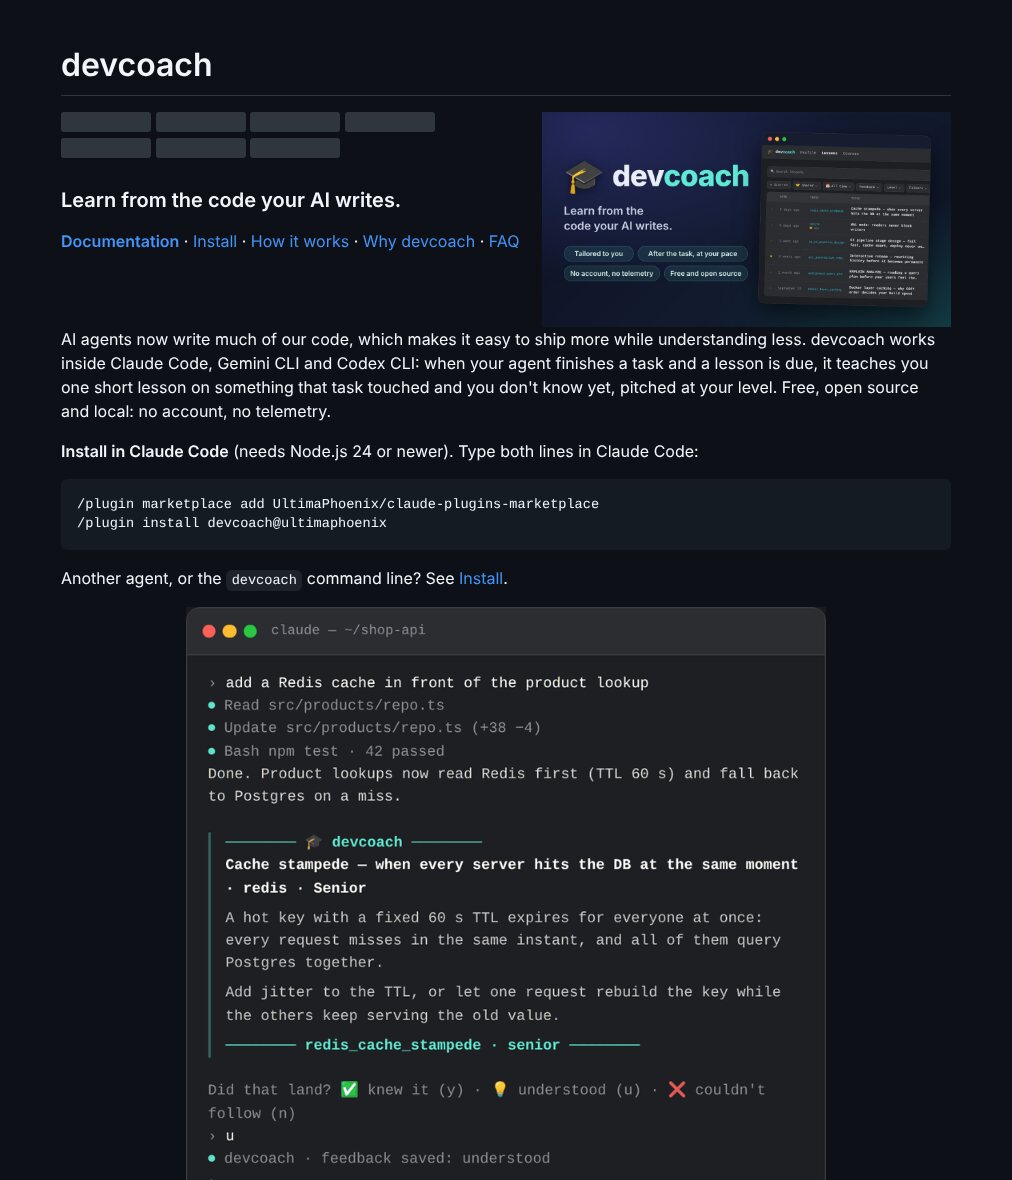 devcoach
Learn from the code your AI writes.
Documentation · Install · How it works · Why devcoach · FAQ
🎓 devcoach
Learn from the
code your AI writes.
Tailored to you
After the task, at your pace
No account, no telemetry
Free and open source
devcoach Profile Lessons
AI agents now write much of our code, which makes it easy to ship more while understanding less. devcoach works
inside Claude Code, Gemini CLI and Codex CLI: when your agent finishes a task and a lesson is due, it teaches you
one short lesson on something that task touched and you don't know yet, pitched at your level. Free, open source
and local: no account, no telemetry.
Install in Claude Code (needs Node.js 24 or newer). Type both lines in Claude Code:
/plugin marketplace add UltimaPhoenix/claude-plugins-marketplace
/plugin install devcoach@ultimaphoenix
Another agent, or the devcoach command line? See Install.
claude — ~/shop-api
› add a Redis cache in front of the product lookup
● Read src/products/repo.ts
● Update src/products/repo.ts (+38 −4)
● Bash npm test · 42 passed
Done. Product lookups now read Redis first (TTL 60 s) and fall back
to Postgres on a miss.
──────── 🎓 devcoach ────────
Cache stampede — when every server hits the DB at the same moment
· redis · Senior
A hot key with a fixed 60 s TTL expires for everyone at once:
every request misses in the same instant, and all of them query
Postgres together.
Add jitter to the TTL, or let one request rebuild the key while
the others keep serving the old value.
──────── redis_cache_stampede · senior ────────
Did that land? ✅ knew it (y) · 💡 understood (u) · ❌ couldn't
follow (n)
› u
● devcoach · feedback saved: understood